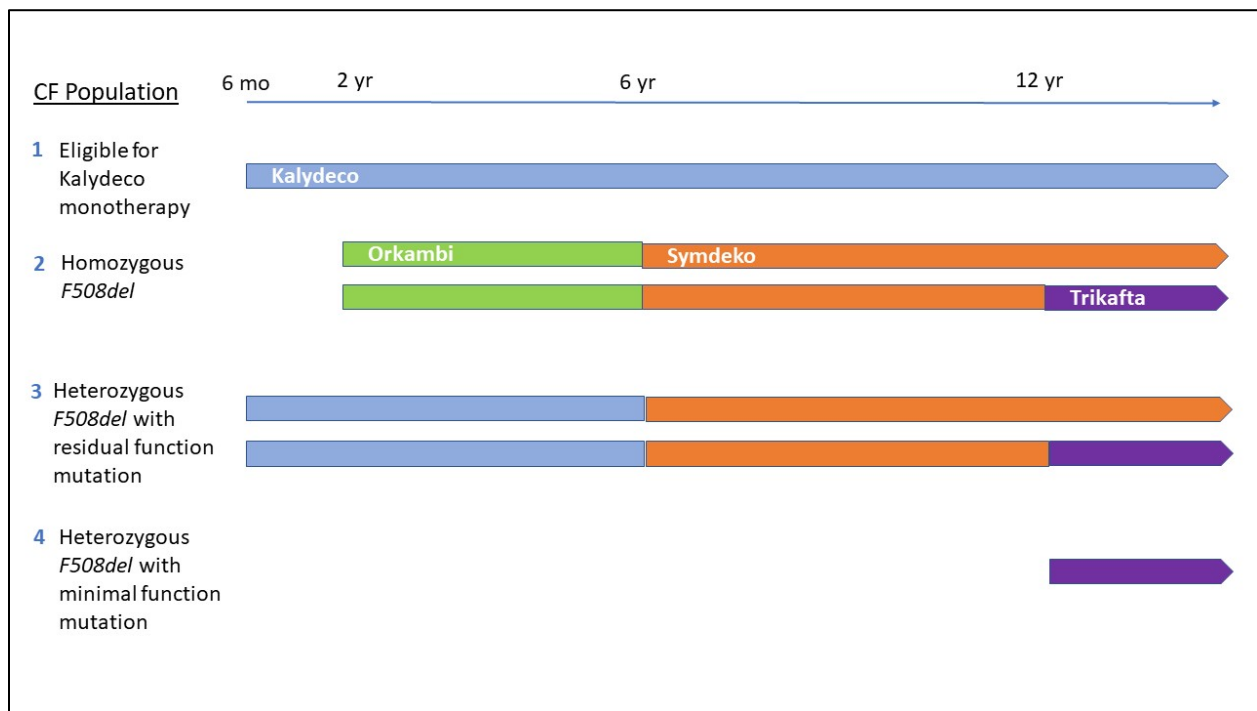 CF Population
6 mo
2 yr
6 yr
12 yr
1 Eligible for
Kalydeco
monotherapy
Kalydeco
2 Homozygous
F508del
Orkambi
Symdeko
Trikafta
3 Heterozygous
F508del with
residual function
mutation
4 Heterozygous
F508del with
minimal function
mutation